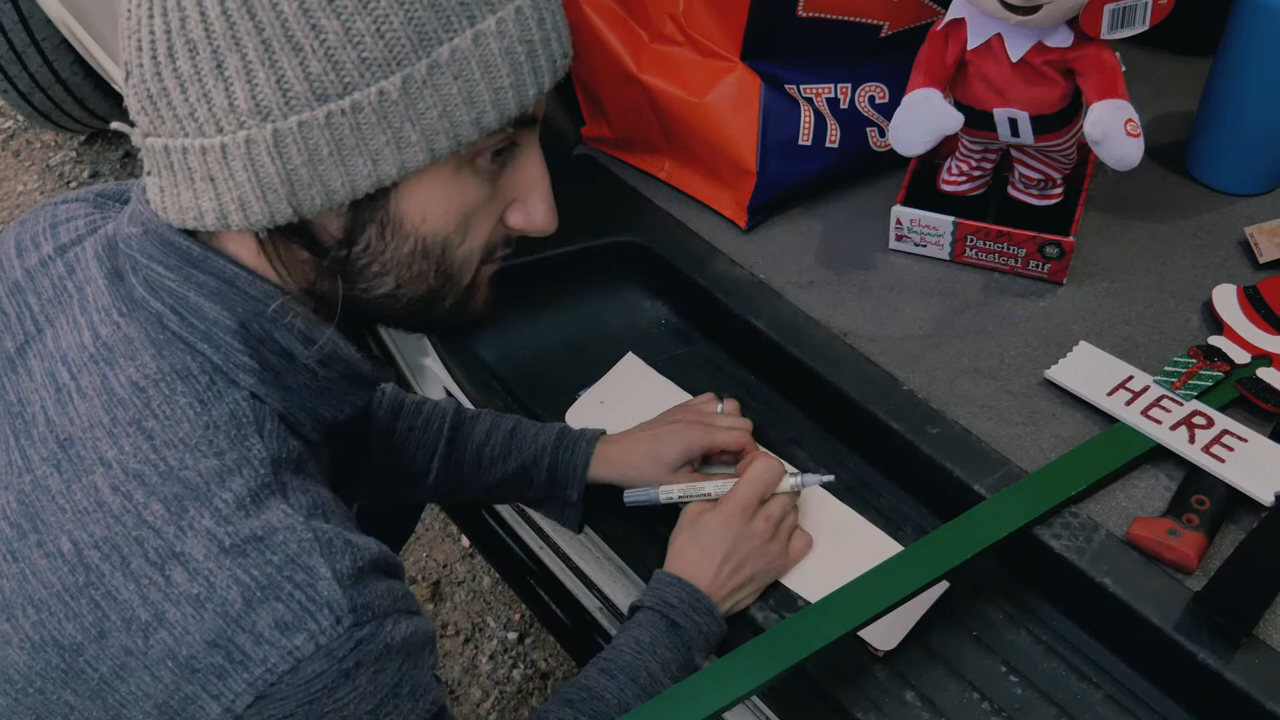 IT'S
Elves
Behavin'
Badly
Dancing
Musical Elf
HERE